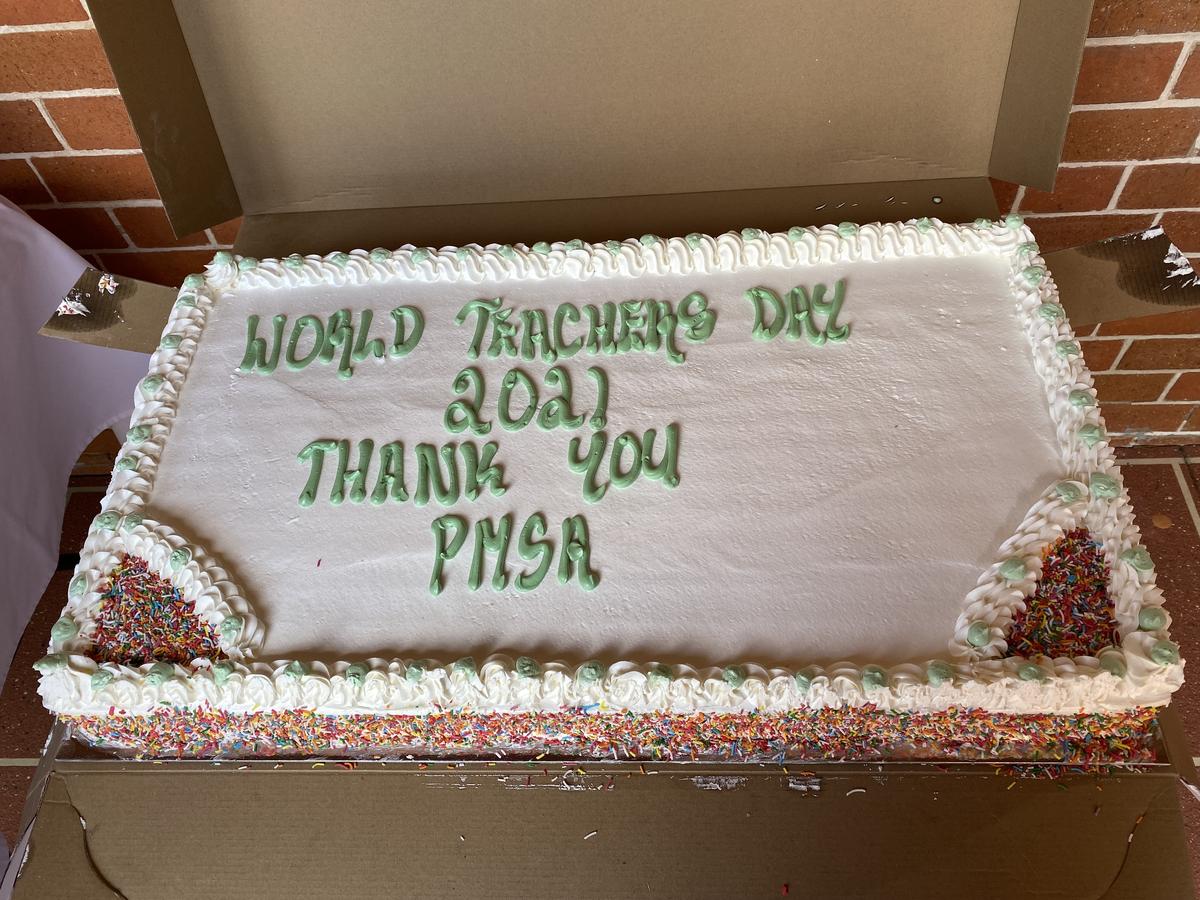 WORLD TEACHERS DAY
2021
THANK YOU
PMSA